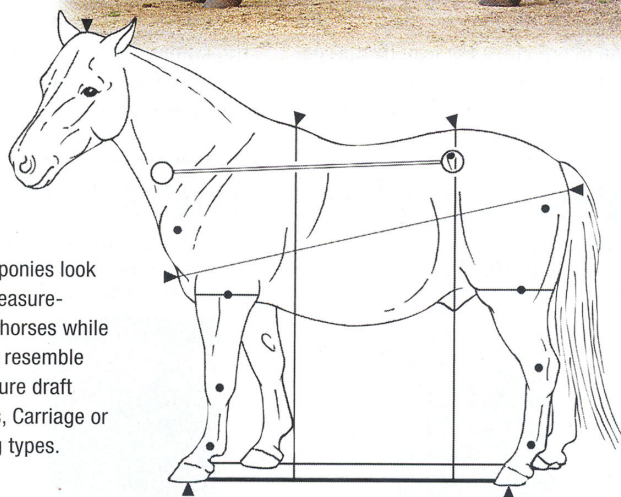 ponies look
easure-
horses while
resemble
ure draft
s, Carriage or
g types.